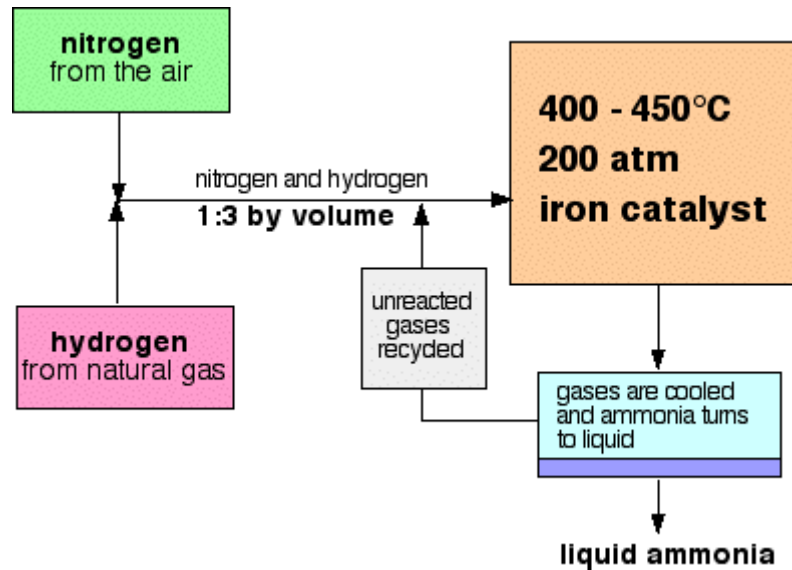 nitrogen
from the air
nitrogen and hydrogen
1:3 by volume
400 - 450°C
200 atm
iron catalyst
hydrogen
from natural gas
unreacted
gases
recycled
gases are cooled
and ammonia turns
to liquid
liquid ammonia